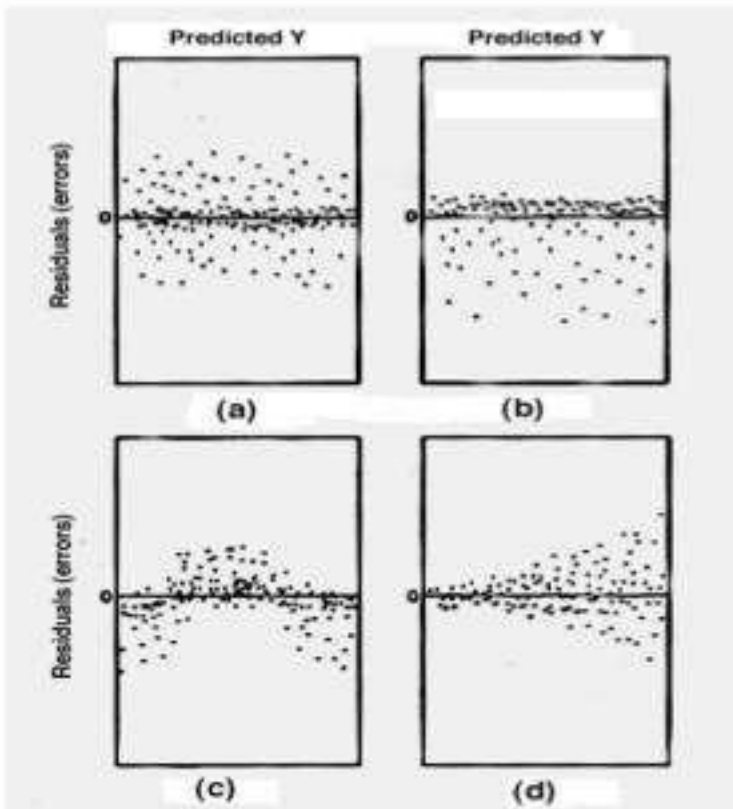 Predicted Y
Predicted Y
Residuals (errors)
0
0
(a)
(b)
Residuals (errors)
0
0
(c)
(d)